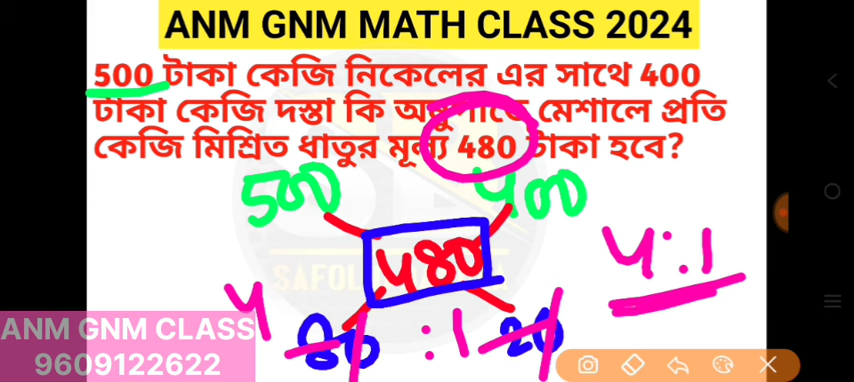 ANM GNM MATH CLASS 2024
500 টাকা কেজি নিকেলের এর সাথে 400
টাকা কেজি দস্তা কি অনুপাতে মেশালে প্রতি
কেজি মিশ্রিত ধাতুর মূল্য 480 টাকা হবে?
500 400
480
4:1
4
80 : 1 20
ANM GNM CLASS
9609122622